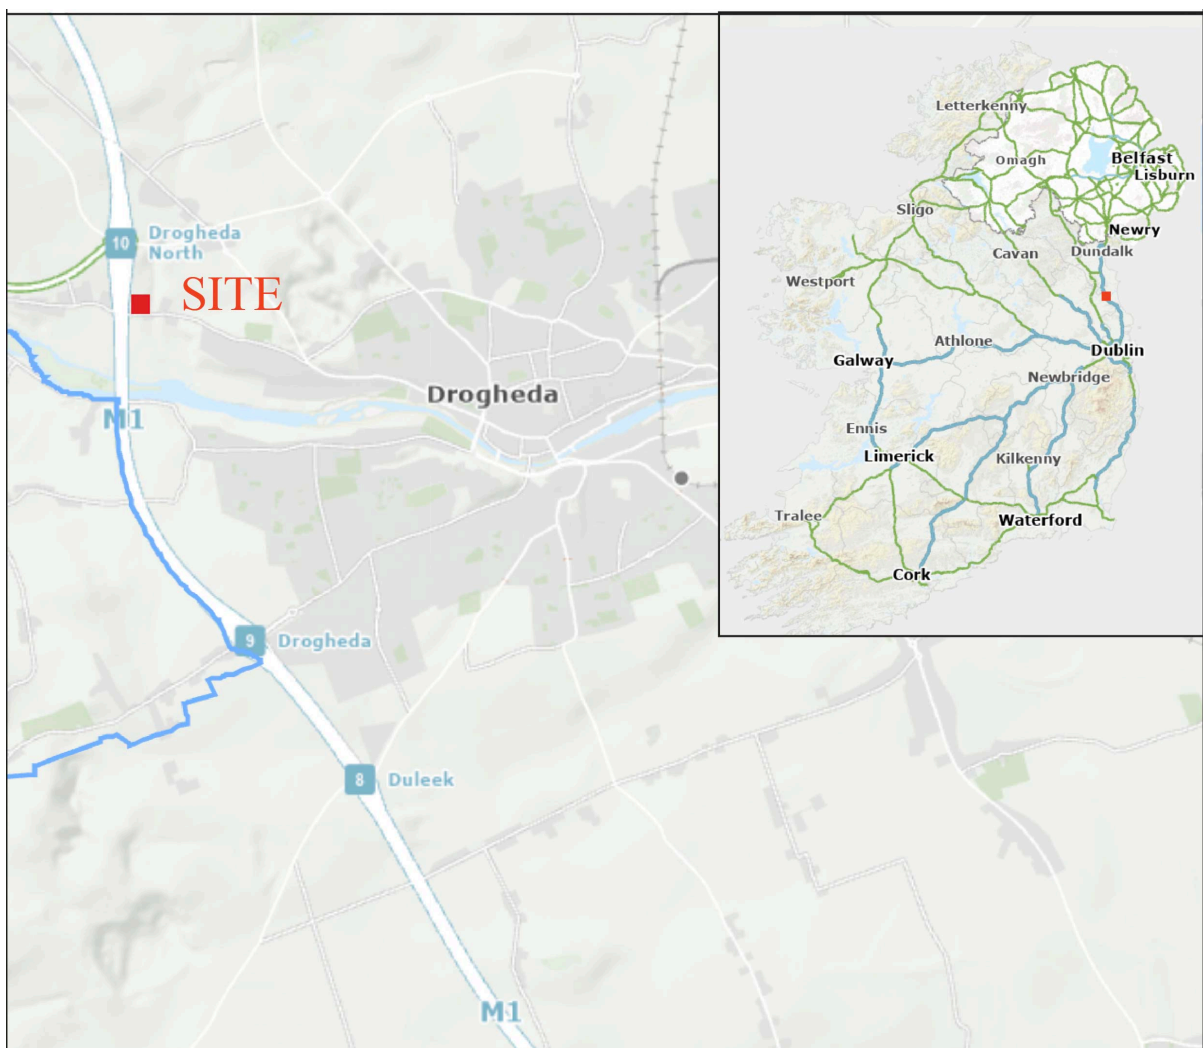 10
Drogheda
North
SITE
Drogheda
M1
9
Drogheda
8
Duleek
M1
Letterkenny
Omagh
Belfast
Lisburn
Sligo
Newry
Cavan
Dundalk
Westport
Athlone
Dublin
Galway
Newbridge
Ennis
Limerick
Kilkenny
Tralee
Waterford
Cork